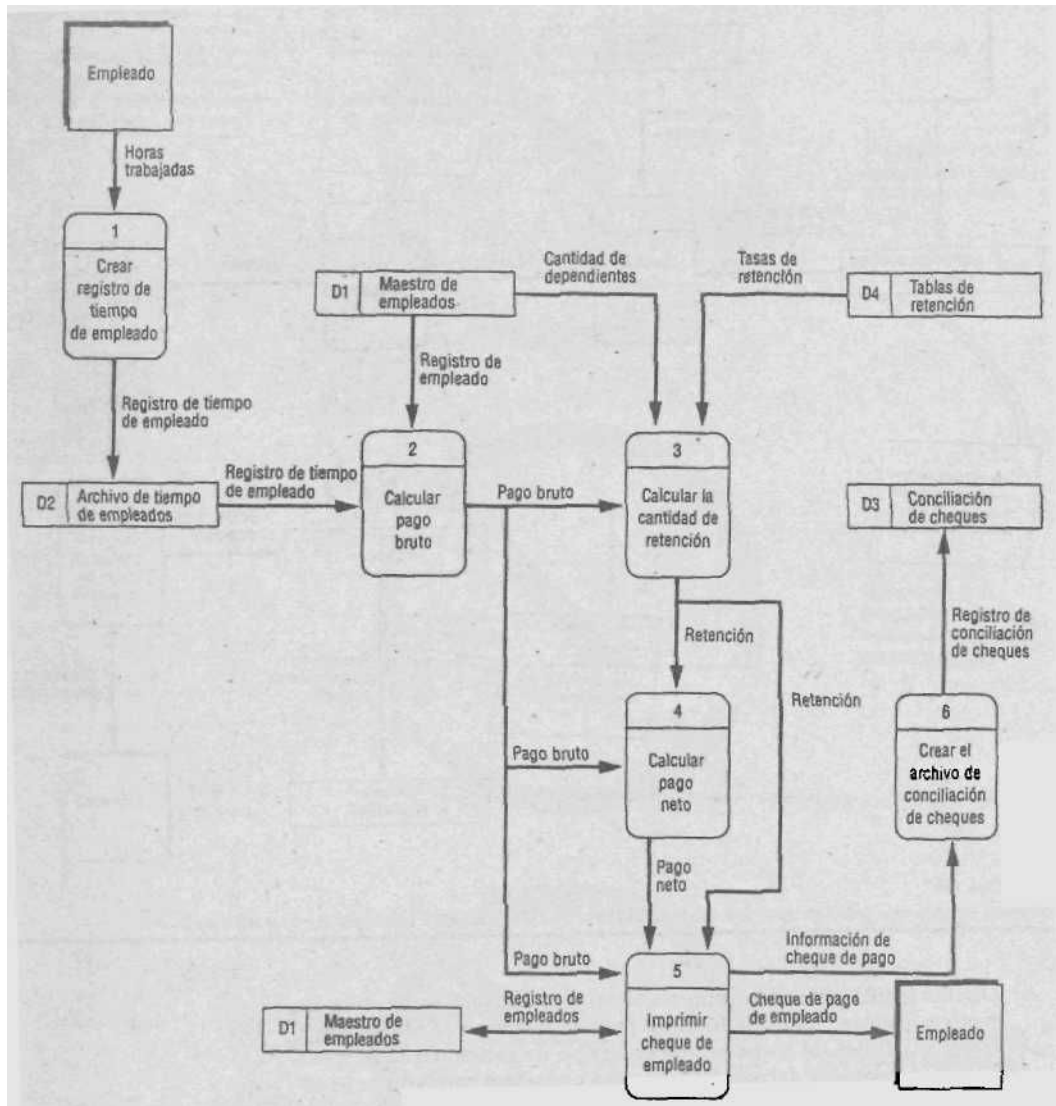 Empleado
Horas
trabajadas
1
Crear
registro de
tiempo
de empleado
Cantidad de
dependientes
Tasas de
retención
D1
Maestro de
empleados
D4
Tablas de
retención
Registro de
empleado
Registro de tiempo
de empleado
2
Calcular
pago
bruto
3
Calcular la
cantidad de
retención
Registro de tiempo
de empleado
D2
Archivo de tiempo
de empleados
Pago bruto
D3
Conciliación
de cheques
Registro de
conciliación
de cheques
Retención
Retención
4
Calcular
pago
neto
6
Crear el
archivo de
conciliación
de cheques
Pago bruto
Pago
neto
Pago bruto
5
Imprimir
cheque de
empleado
Información de
cheque de pago
Registro de
empleados
Cheque de pago
de empleado
D1
Maestro de
empleados
Empleado